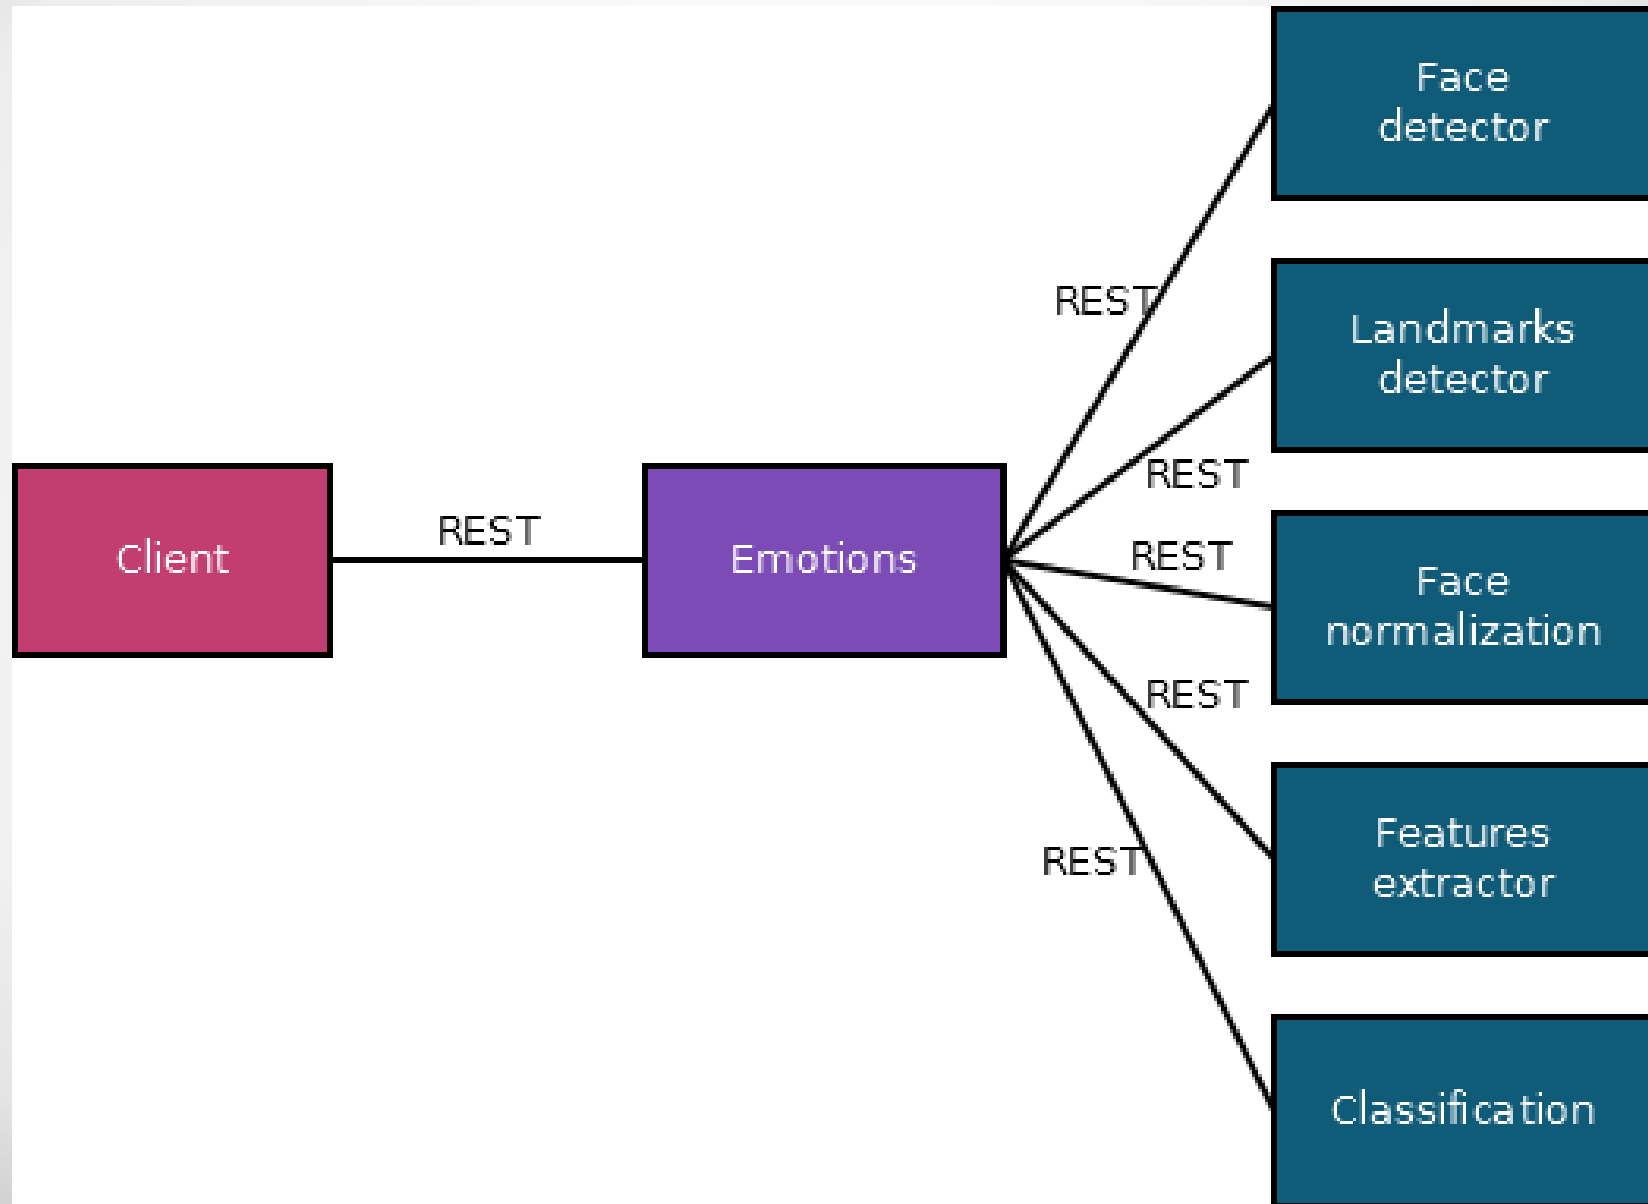 Face
detector
REST
Landmarks
detector
REST
Client
REST
Emotions
REST
Face
normalization
REST
Features
extractor
REST
Classification